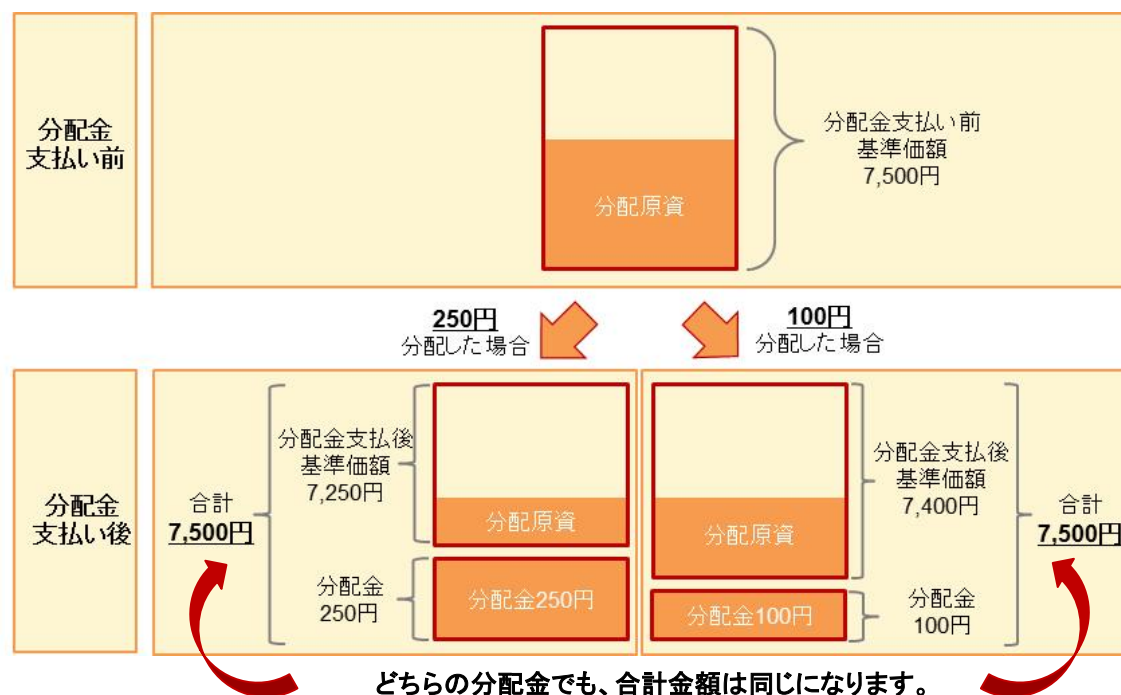 分配金
支払い前
分配原資
分配金支払い前
基準価額
7,500円
250円
分配した場合
100円
分配した場合
分配金
支払い後
合計
7,500円
分配金支払後
基準価額
7,250円
分配金
250円
分配原資
分配金250円
分配原資
分配金100円
分配金支払後
基準価額
7,400円
分配金
100円
合計
7,500円
どちらの分配金でも、合計金額は同じになります。